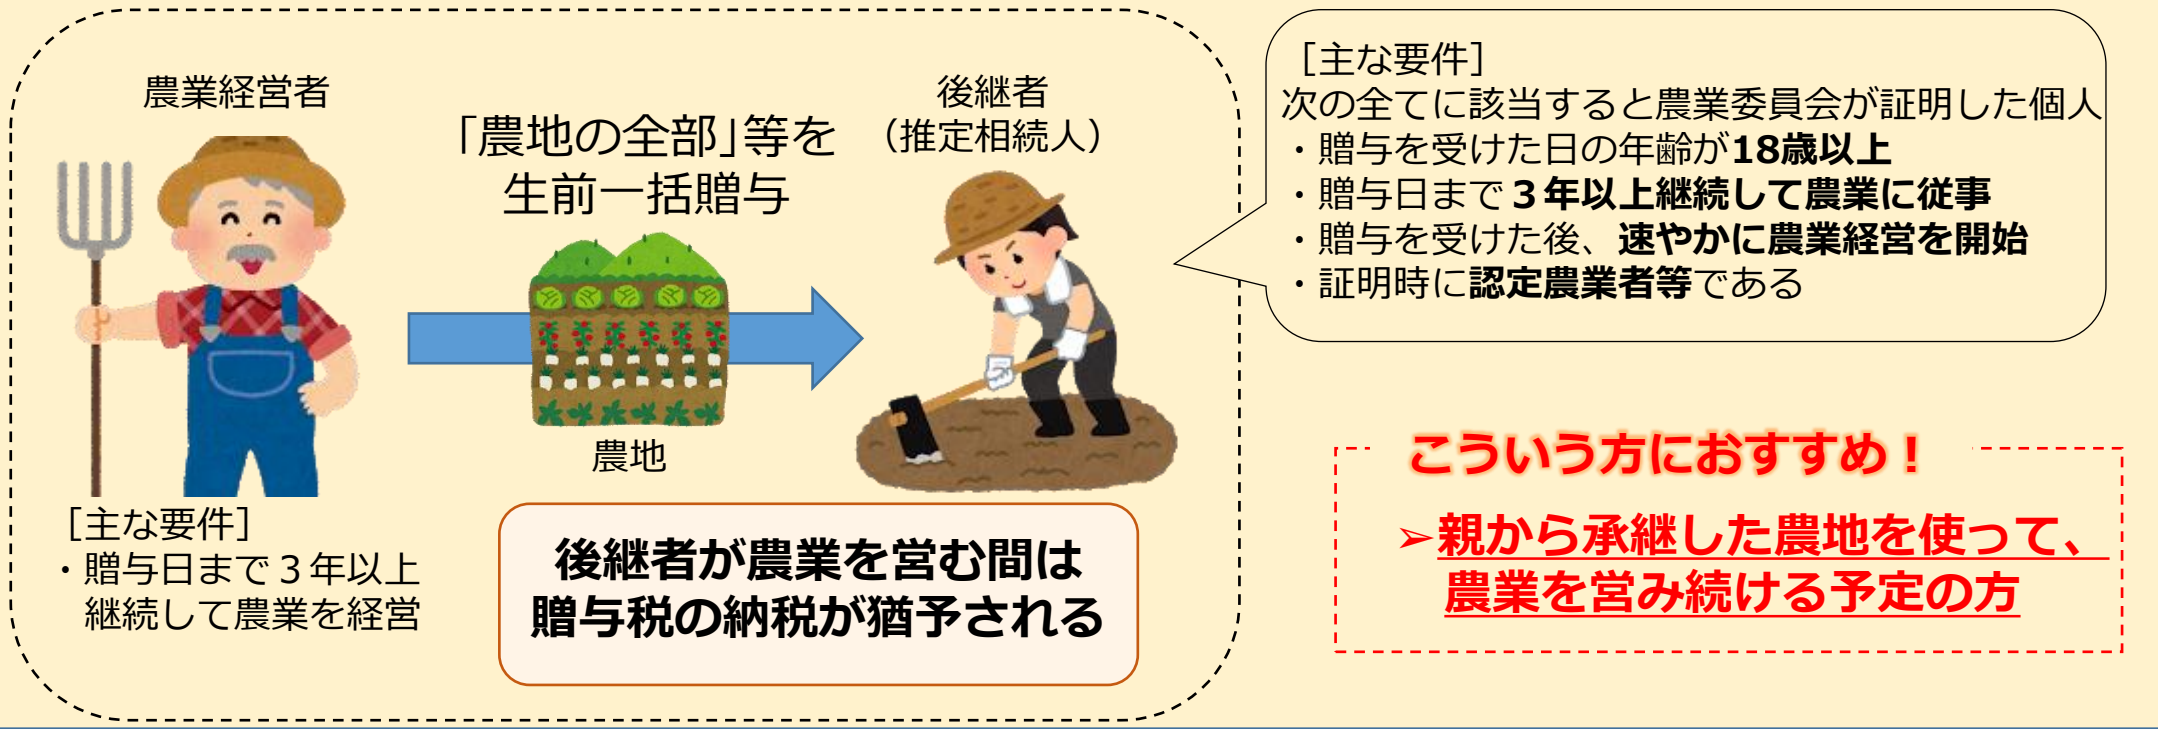 農業経営者
「農地の全部」等を
生前一括贈与
後継者
（推定相続人）
農地
［主な要件］
・贈与日まで３年以上
継続して農業を経営
後継者が農業を営む間は
贈与税の納税が猶予される
［主な要件］
次の全てに該当すると農業委員会が証明した個人
・贈与を受けた日の年齢が18歳以上
・贈与日まで３年以上継続して農業に従事
・贈与を受けた後、速やかに農業経営を開始
・証明時に認定農業者等である
こういう方におすすめ！
➢親から承継した農地を使って、
農業を営み続ける予定の方